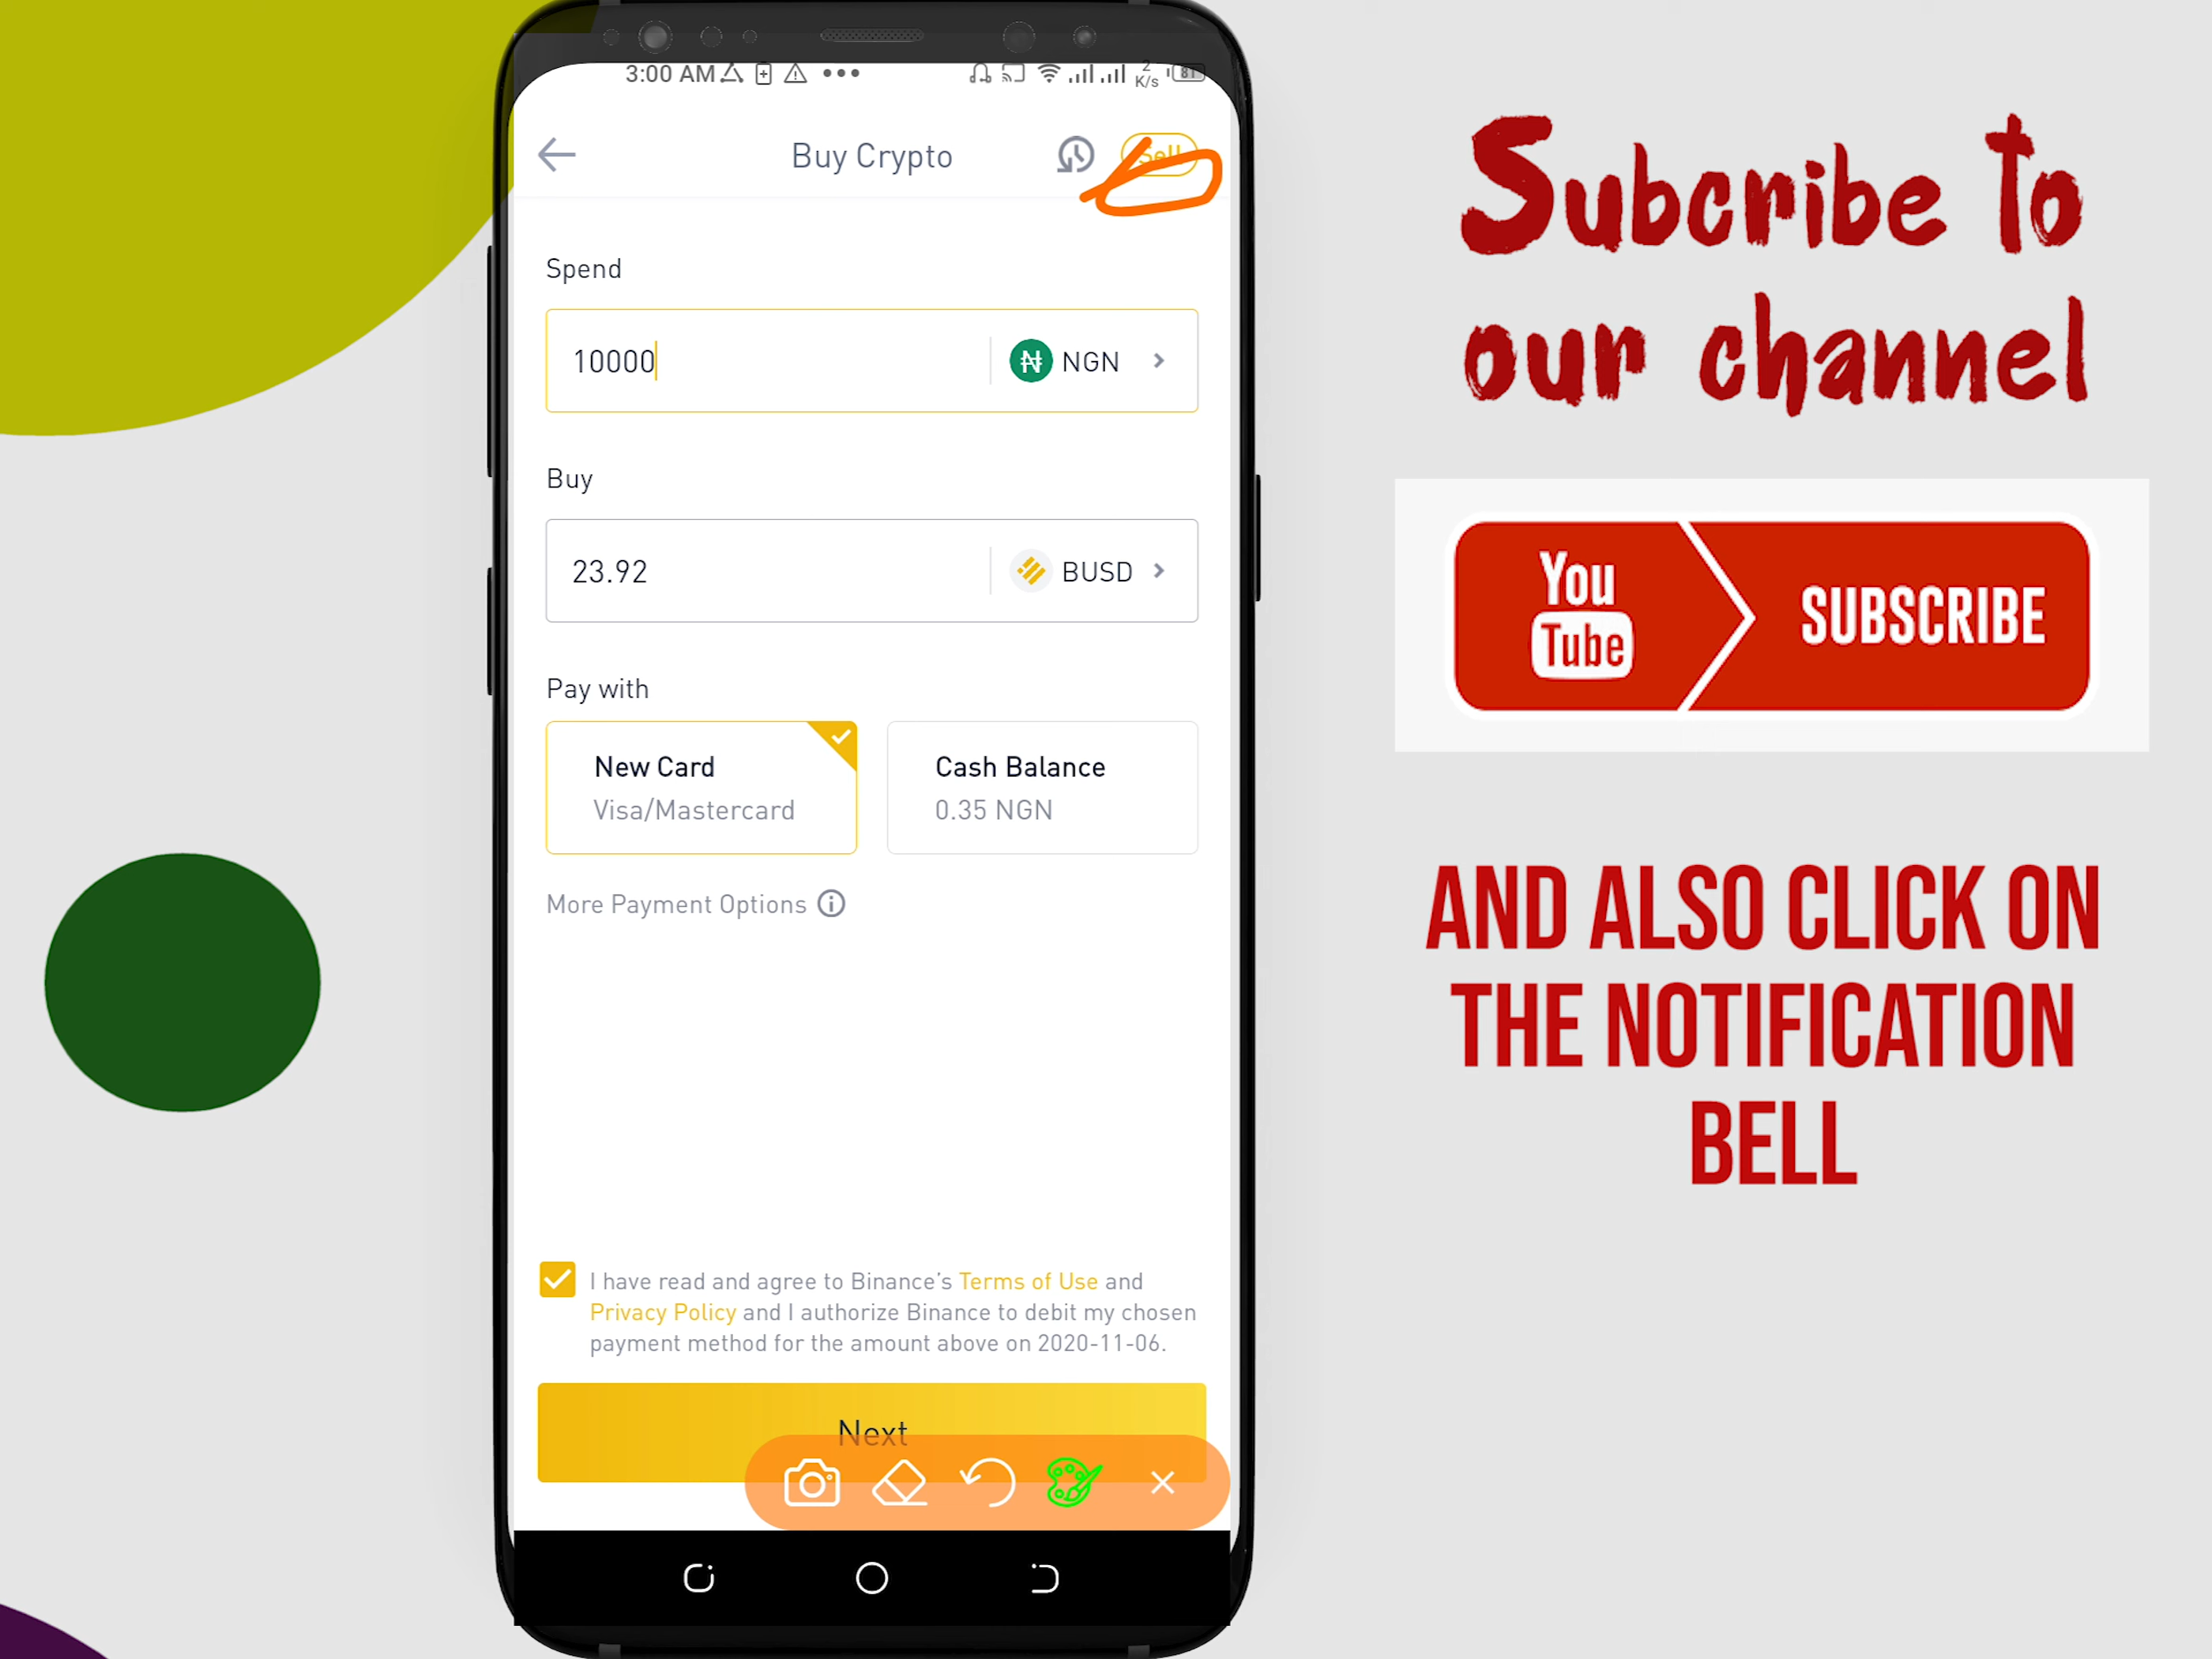 3:00 AM
2
K/s
81
Buy Crypto
Sell
Spend
10000
NGN
Buy
23.92
BUSD
Pay with
New Card
Visa/Mastercard
Cash Balance
0.35 NGN
More Payment Options
I have read and agree to Binance's Terms of Use and
Privacy Policy and I authorize Binance to debit my chosen
payment method for the amount above on 2020-11-06.
Next
Subcribe to
our channel
You
Tube
SUBSCRIBE
AND ALSO CLICK ON
THE NOTIFICATION
BELL